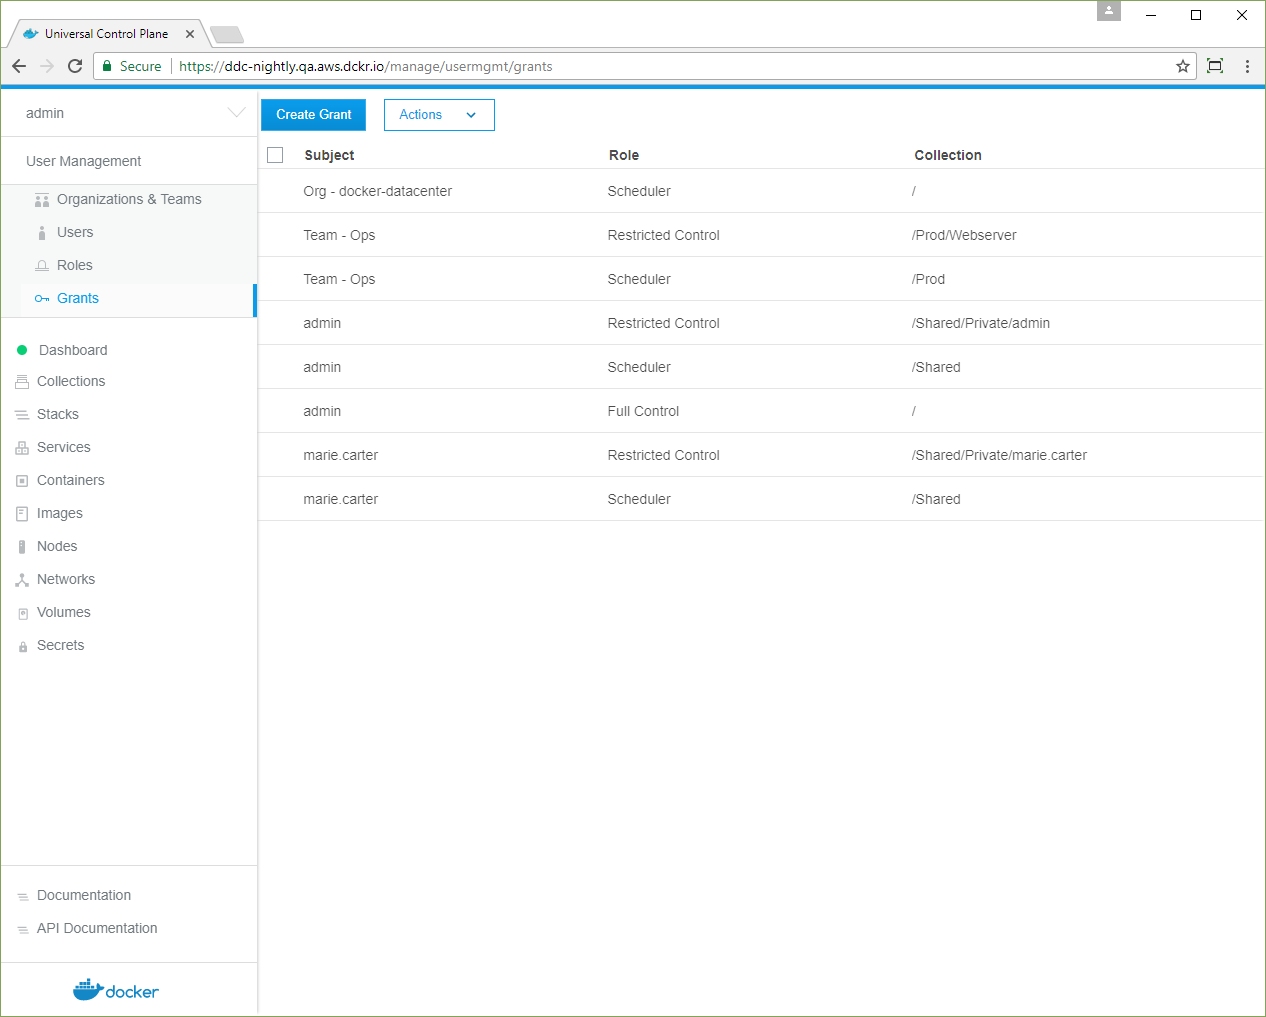 Universal Control Plane
Secure https://ddc-nightly.qa.aws.dckr.io/manage/usermgmt/grants
admin
User Management
Organizations & Teams
Users
Roles
Grants
Dashboard
Collections
Stacks
Services
Containers
Images
Nodes
Networks
Volumes
Secrets
Documentation
API Documentation
docker
Create Grant Actions
Subject Role Collection
Org - docker-datacenter Scheduler /
Team - Ops Restricted Control /Prod/Webserver
Team - Ops Scheduler /Prod
admin Restricted Control /Shared/Private/admin
admin Scheduler /Shared
admin Full Control /
marie.carter Restricted Control /Shared/Private/marie.carter
marie.carter Scheduler /Shared